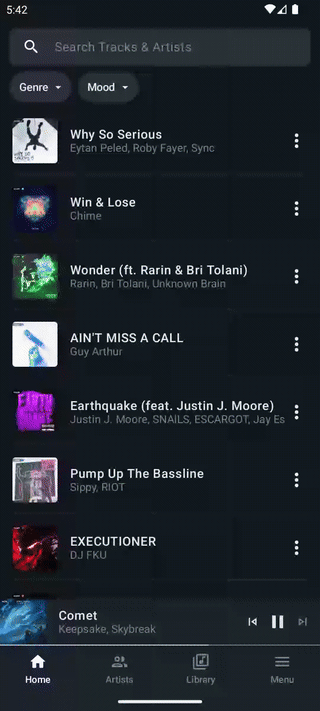 5:42
Search Tracks & Artists
Genre
Mood
Why So Serious
Eytan Peled, Roby Fayer, Sync
Win & Lose
Chime
Wonder (ft. Rarin & Bri Tolani)
Rarin, Bri Tolani, Unknown Brain
AIN'T MISS A CALL
Guy Arthur
Earthquake (feat. Justin J. Moore)
Justin J. Moore, SNAILS, ESCARGOT, Jay Es
Pump Up The Bassline
Sippy, RIOT
EXECUTIONER
DJ FKU
Comet
Keepsake, Skybreak
Home
Artists
Library
Menu